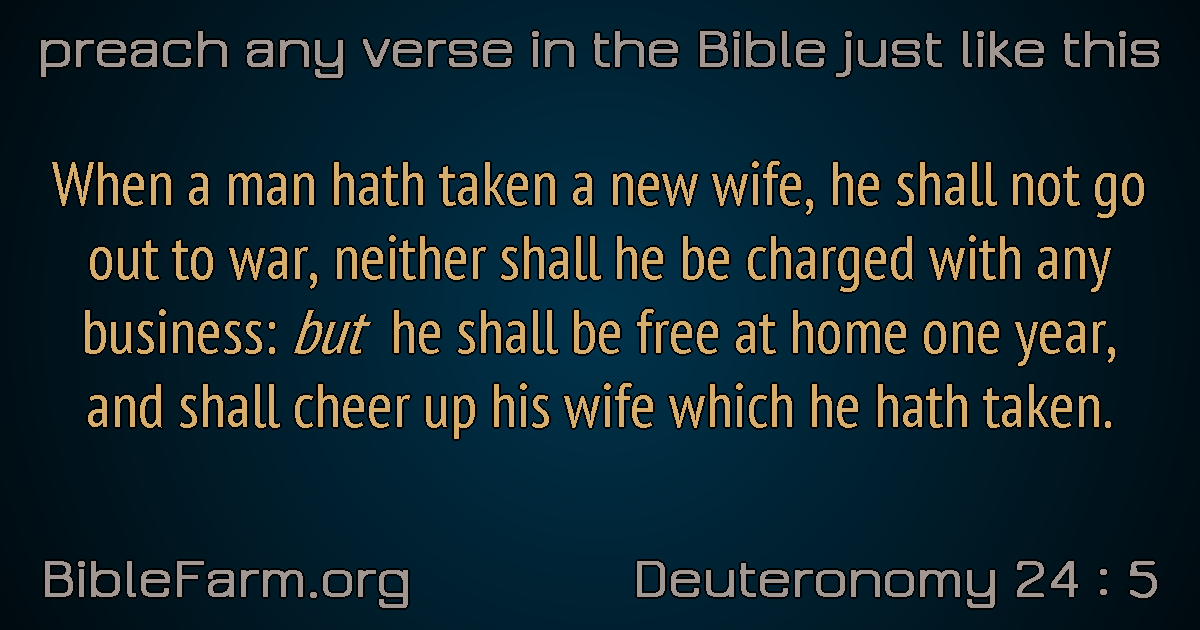 preach any verse in the Bible just like this
When a man hath taken a new wife, he shall not go
out to war, neither shall he be charged with any
business: but he shall be free at home one year,
and shall cheer up his wife which he hath taken.
BibleFarm.org
Deuteronomy 24 : 5